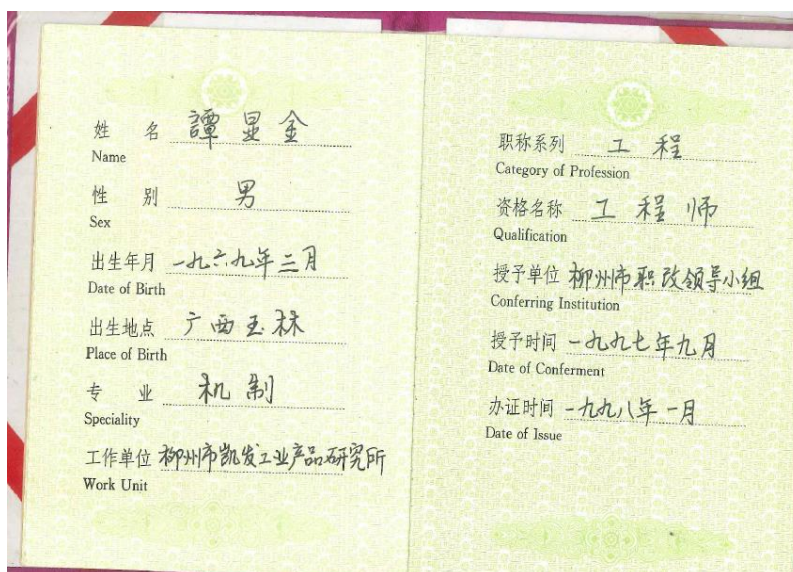 姓 名 譚显金
Name
性 别 男
Sex
出生年月 一九六九年二月
Date of Birth
出生地点 广西玉林
Place of Birth
专 业 机制
Speciality
工作单位 柳州市凯发工业产品研究所
Work Unit
职称系列 工程
Category of Profession
资格名称 工程师
Qualification
授予单位 柳州市职改领导小组
Conferring Institution
授予时间 一九九七年九月
Date of Conferment
办证时间 一九九八年一月
Date of Issue